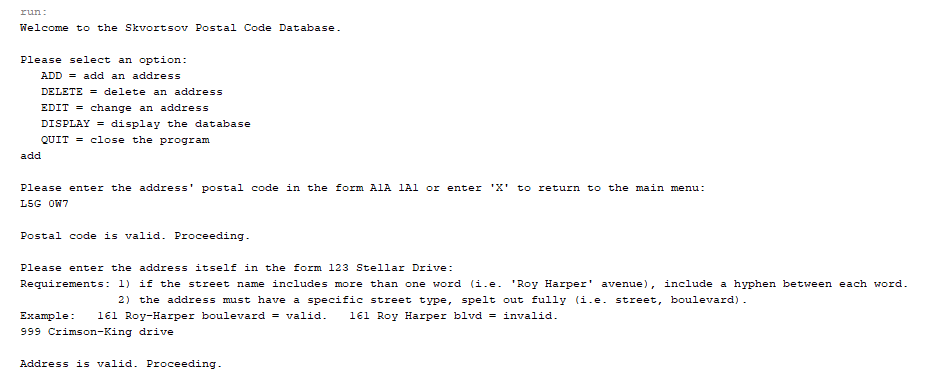 run:
Welcome to the Skvortsov Postal Code Database.
Please select an option:
ADD = add an address
DELETE = delete an address
EDIT = change an address
DISPLAY = display the database
QUIT = close the program
add
Please enter the address' postal code in the form A1A 1A1 or enter 'X' to return to the main menu:
L5G 0W7
Postal code is valid. Proceeding.
Please enter the address itself in the form 123 Stellar Drive:
Requirements: 1) if the street name includes more than one word (i.e. 'Roy Harper' avenue), include a hyphen between each word.
2) the address must have a specific street type, spelt out fully (i.e. street, boulevard).
Example: 161 Roy-Harper boulevard = valid. 161 Roy Harper blvd = invalid.
999 Crimson-King drive
Address is valid. Proceeding.